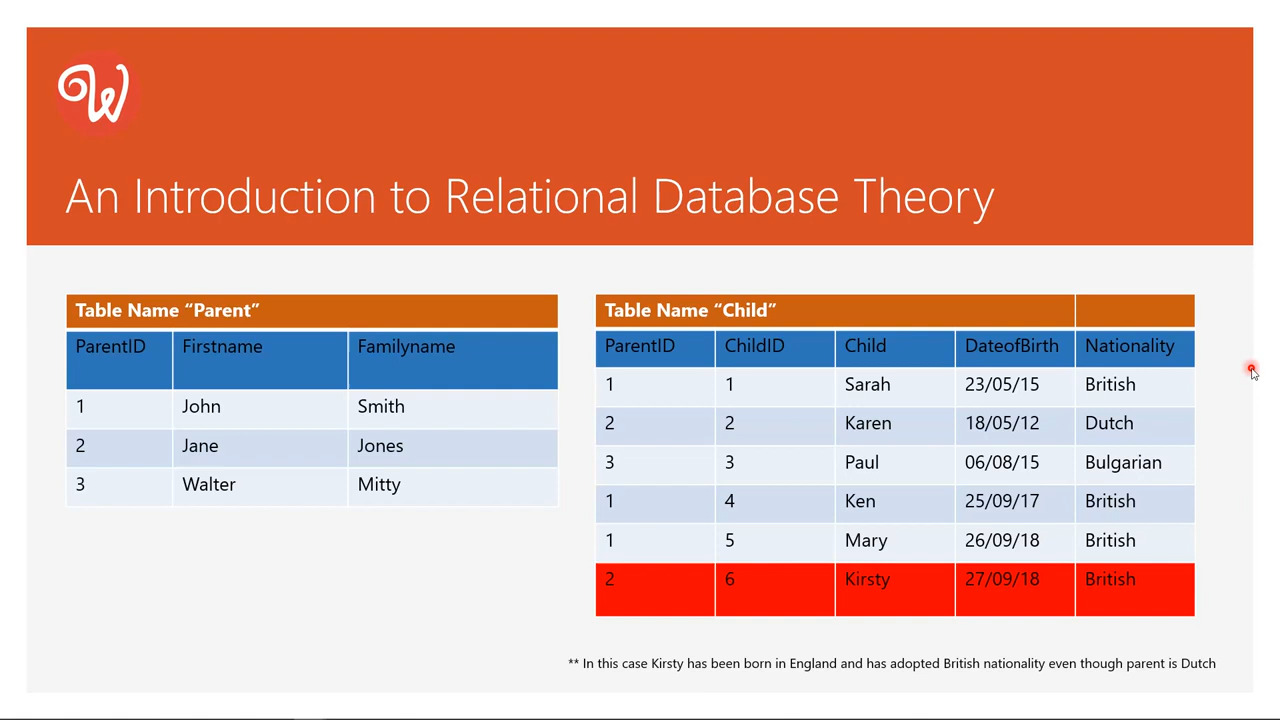 W
An Introduction to Relational Database Theory
Table Name “Parent”
ParentID Firstname Familyname
1 John Smith
2 Jane Jones
3 Walter Mitty
Table Name “Child”
ParentID ChildID Child DateofBirth Nationality
1 1 Sarah 23/05/15 British
2 2 Karen 18/05/12 Dutch
3 3 Paul 06/08/15 Bulgarian
1 4 Ken 25/09/17 British
1 5 Mary 26/09/18 British
2 6 Kirsty 27/09/18 British
** In this case Kirsty has been born in England and has adopted British nationality even though parent is Dutch